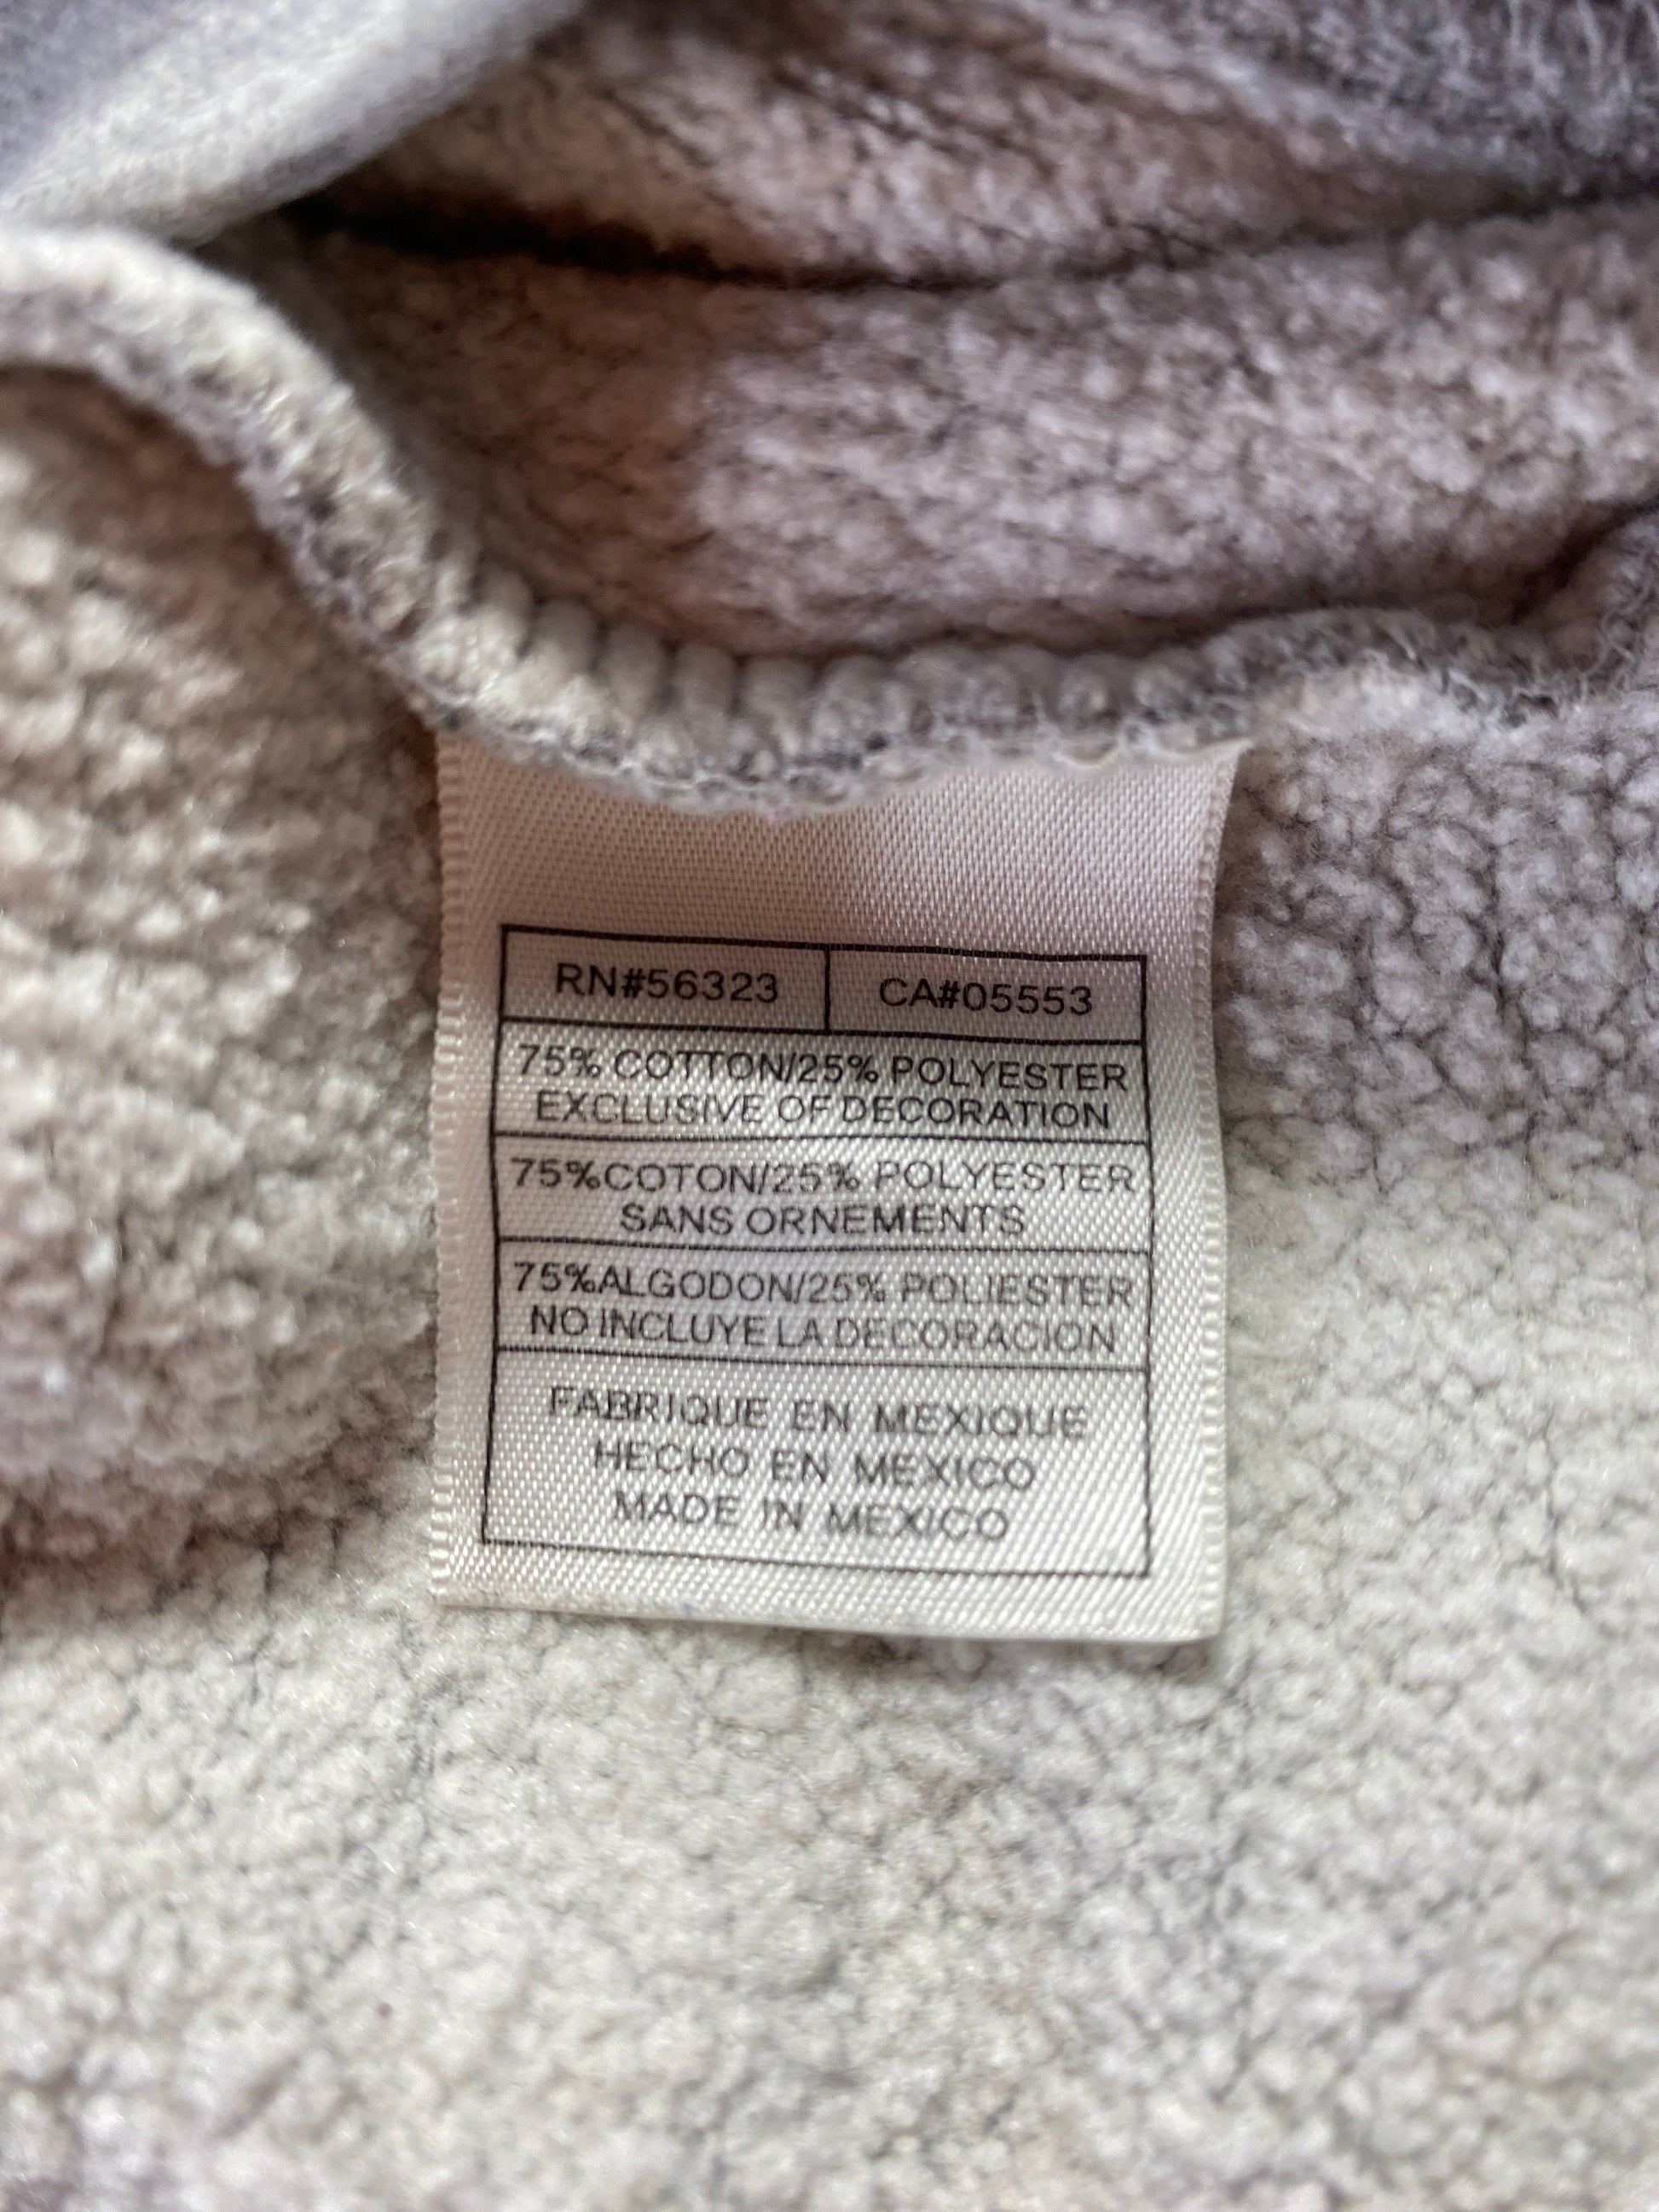 RN#56323 CA#05553
75% COTTON/25% POLYESTER
EXCLUSIVE OF DECORATION
75%COTON/25% POLYESTER
SANS ORNEMENTS
75%ALGODON/25% POLIESTER
NO INCLUYE LA DECORACION
FABRIQUE EN MEXIQUE
HECHO EN MEXICO
MADE IN MEXICO